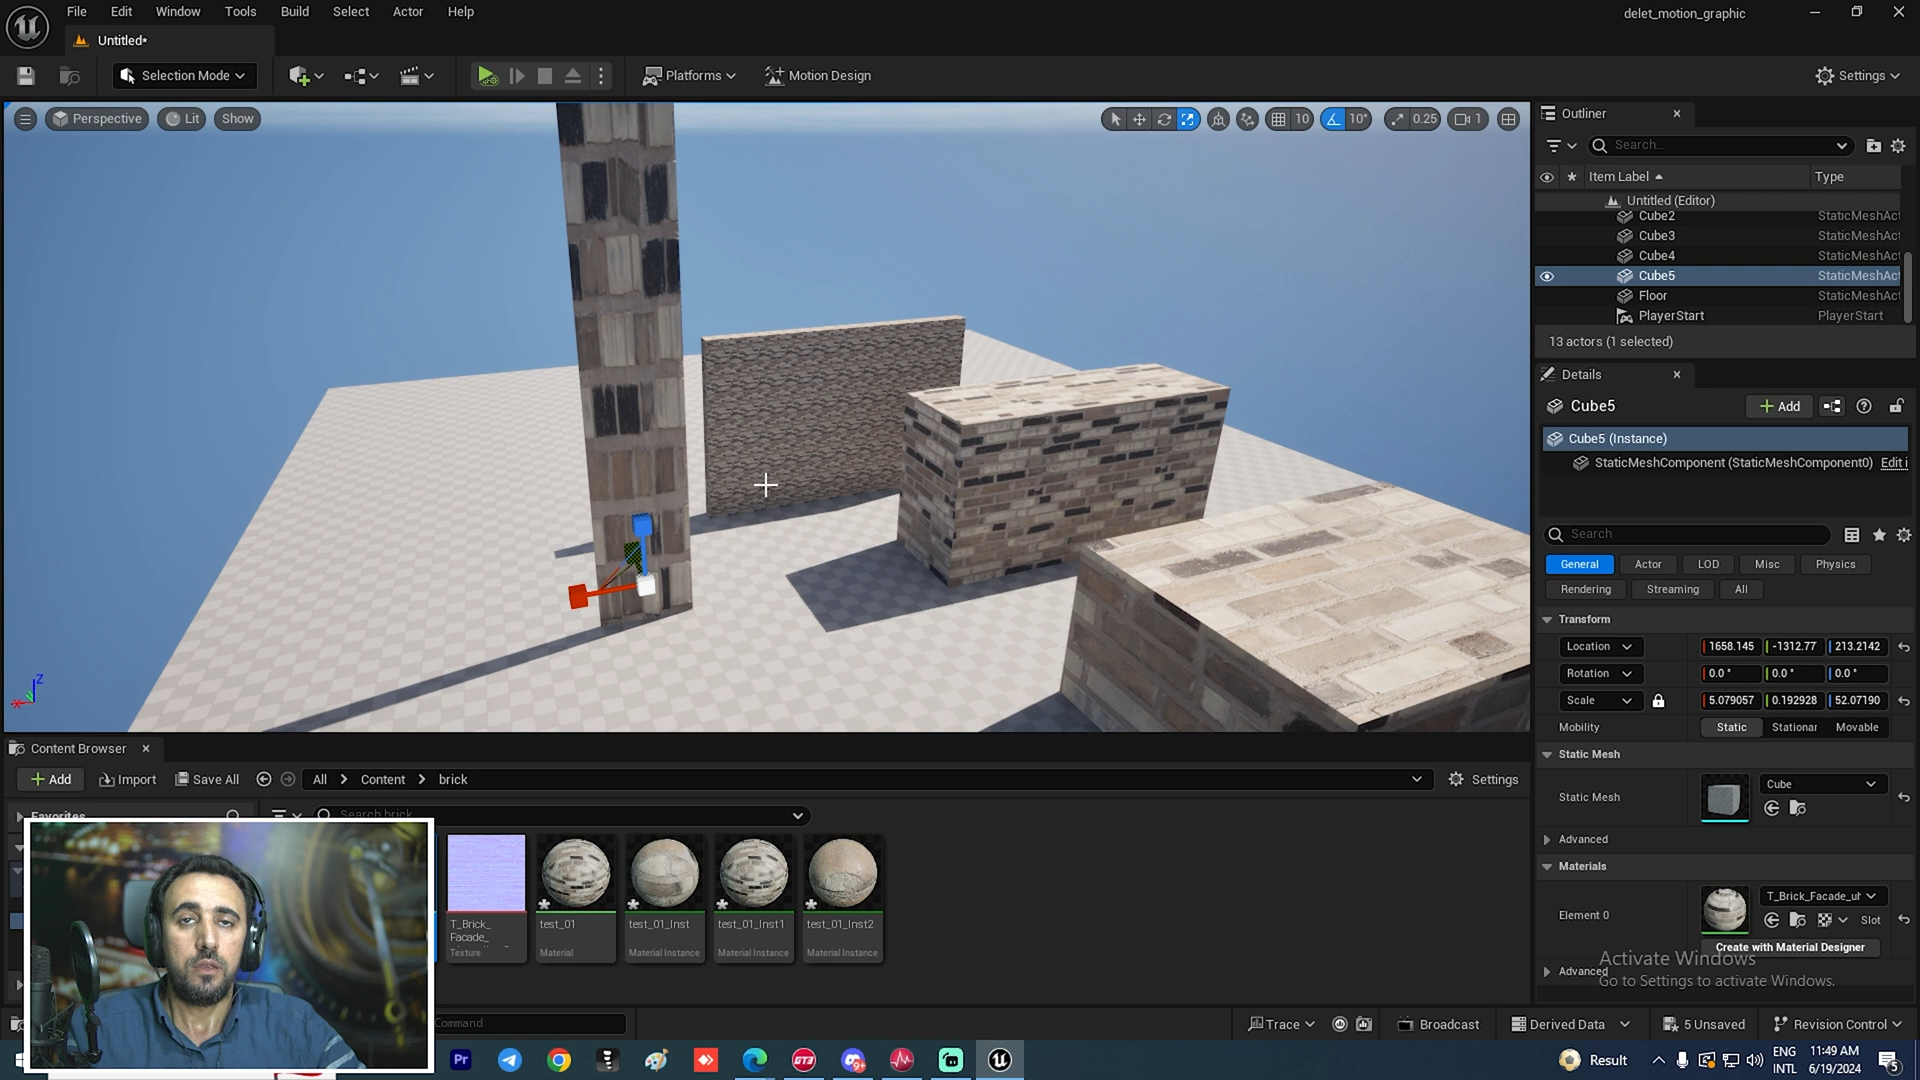 File Edit Window Tools Build Select Actor Help
delet_motion_graphic
Untitled*
Selection Mode
Platforms
Motion Design
Settings
Perspective
Lit
Show
10
10°
0.25
1
Outliner
Search...
Item Label
Type
Untitled (Editor)
Cube2 StaticMeshAct
Cube3 StaticMeshAct
Cube4 StaticMeshAct
Cube5 StaticMeshAct
Floor StaticMeshAct
PlayerStart PlayerStart
13 actors (1 selected)
Details
Cube5
Add
Cube5 (Instance)
StaticMeshComponent (StaticMeshComponent0) Edit i
Search
General Actor LOD Misc Physics
Rendering Streaming All
Transform
Location 1658.145 -1312.77 213.2142
Rotation 0.0 ° 0.0 ° 0.0 °
Scale 5.079057 0.192928 52.07190
Mobility Static Stationar Movable
Static Mesh
Static Mesh
Cube
Advanced
Materials
Element 0
T_Brick_Facade_uh
Slot
Create with Material Designer
Advanced
Activate Windows
Go to Settings to activate Windows.
Content Browser
Add Import Save All All Content brick Settings
Favorites
Search brick
T_Brick_
Facade_
Texture
test_01
Material
test_01_Inst
Material Instance
test_01_Inst1
Material Instance
test_01_Inst2
Material Instance
Command
Trace
Broadcast
Derived Data
5 Unsaved
Revision Control
Pr
GT3
9+
Result
ENG
INTL
11:49 AM
6/19/2024
5
Z